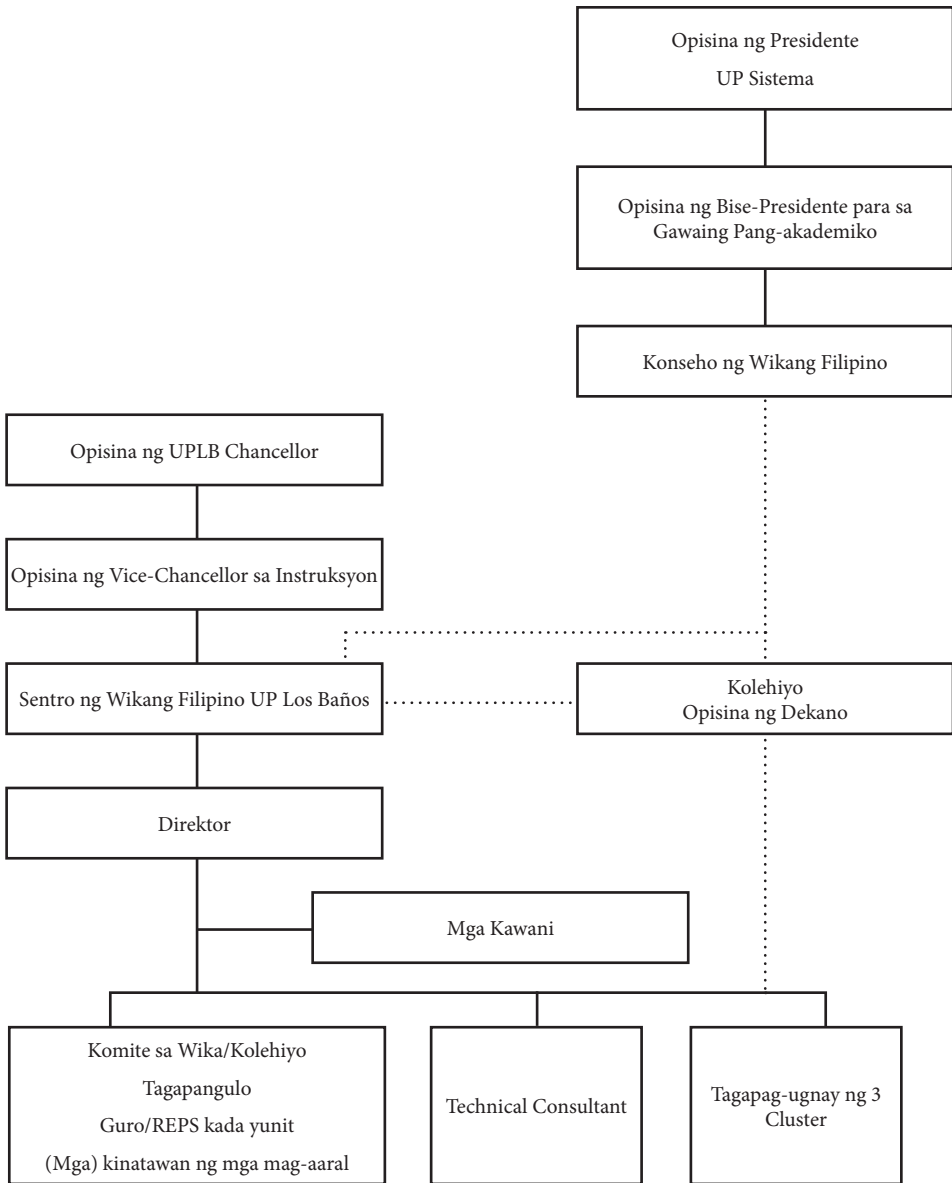 Opisina ng Presidente
UP Sistema
Opisina ng Bise-Presidente para sa
Gawaing Pang-akademiko
Konseho ng Wikang Filipino
Opisina ng UPLB Chancellor
Opisina ng Vice-Chancellor sa Instruksyon
Sentro ng Wikang Filipino UP Los Baños
Kolehiyo
Opisina ng Dekano
Direktor
Mga Kawani
Komite sa Wika/Kolehiyo
Tagapangulo
Guro/REPS kada yunit
(Mga) kinatawan ng mga mag-aaral
Technical Consultant
Tagapag-ugnay ng 3
Cluster